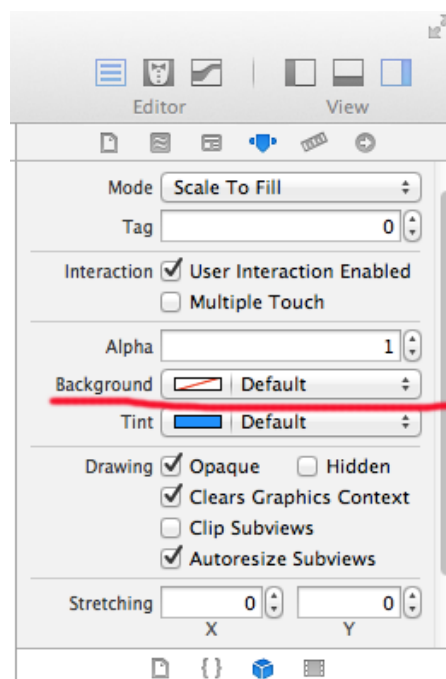 Editor View
Mode Scale To Fill
Tag 0
Interaction User Interaction Enabled
Multiple Touch
Alpha 1
Background Default
Tint Default
Drawing Opaque Hidden
Clears Graphics Context
Clip Subviews
Autoresize Subviews
Stretching 0 0
X Y
{ }